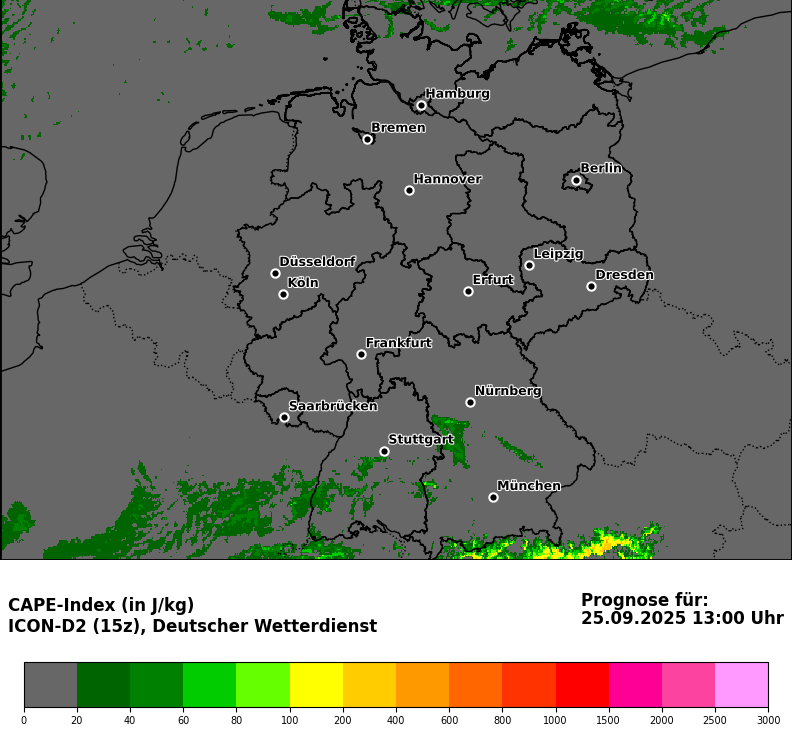 Hamburg
Bremen
Hannover
Berlin
Düsseldorf
Leipzig
Köln
Erfurt
Dresden
Frankfurt
Nürnberg
Saarbrücken
Stuttgart
München
CAPE-Index (in J/kg)
ICON-D2 (15z), Deutscher Wetterdienst
Prognose für:
25.09.2025 13:00 Uhr
0 20 40 60 80 100 200 400 600 800 1000 1500 2000 2500 3000